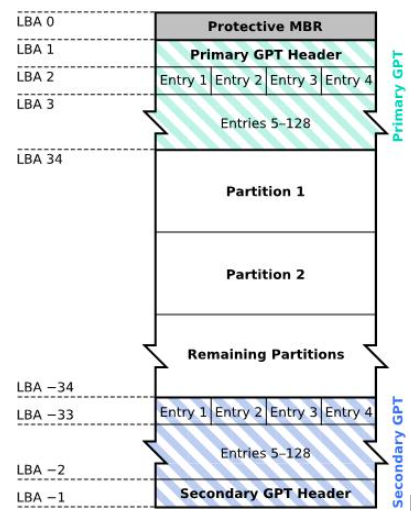 LBA 0
Protective MBR
LBA 1
Primary GPT Header
LBA 2
Entry 1 Entry 2 Entry 3 Entry 4
LBA 3
Entries 5–128
Primary GPT
LBA 34
Partition 1
Partition 2
Remaining Partitions
LBA −34
LBA −33
Entry 1 Entry 2 Entry 3 Entry 4
Entries 5–128
LBA −2
LBA −1
Secondary GPT Header
Secondary GPT